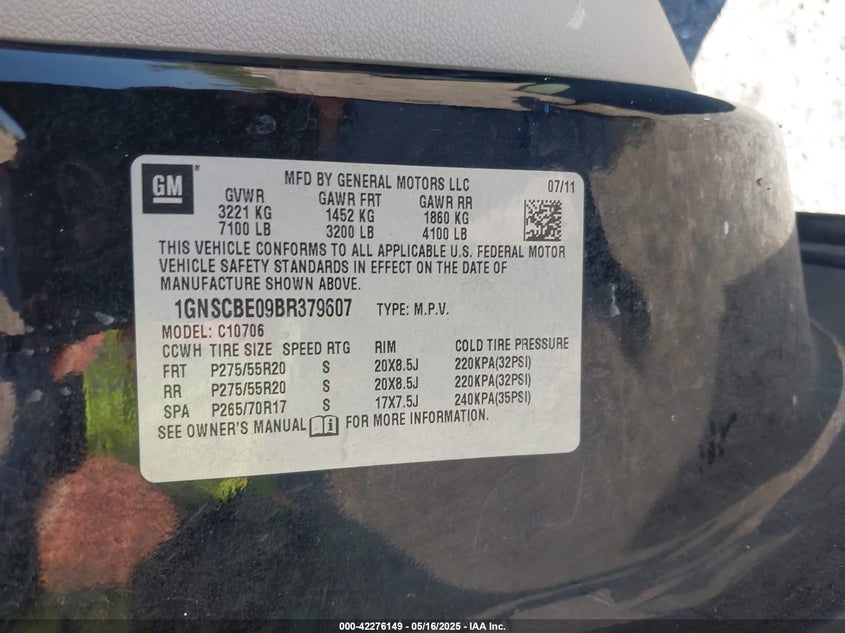 GM ® MFD BY GENERAL MOTORS LLC 07/11
GVWR GAWR FRT GAWR RR
3221 KG 1452 KG 1860 KG
7100 LB 3200 LB 4100 LB
THIS VEHICLE CONFORMS TO ALL APPLICABLE U.S. FEDERAL MOTOR
VEHICLE SAFETY STANDARDS IN EFFECT ON THE DATE OF
MANUFACTURE SHOWN ABOVE.
1GNSCBE09BR379607 TYPE: M.P.V.
MODEL: C10706
CCWH TIRE SIZE SPEED RTG RIM COLD TIRE PRESSURE
FRT P275/55R20 S 20X8.5J 220KPA(32PSI)
RR P275/55R20 S 20X8.5J 220KPA(32PSI)
SPA P265/70R17 S 17X7.5J 240KPA(35PSI)
SEE OWNER'S MANUAL FOR MORE INFORMATION.
000-42276149 - 05/16/2025 - IAA Inc.